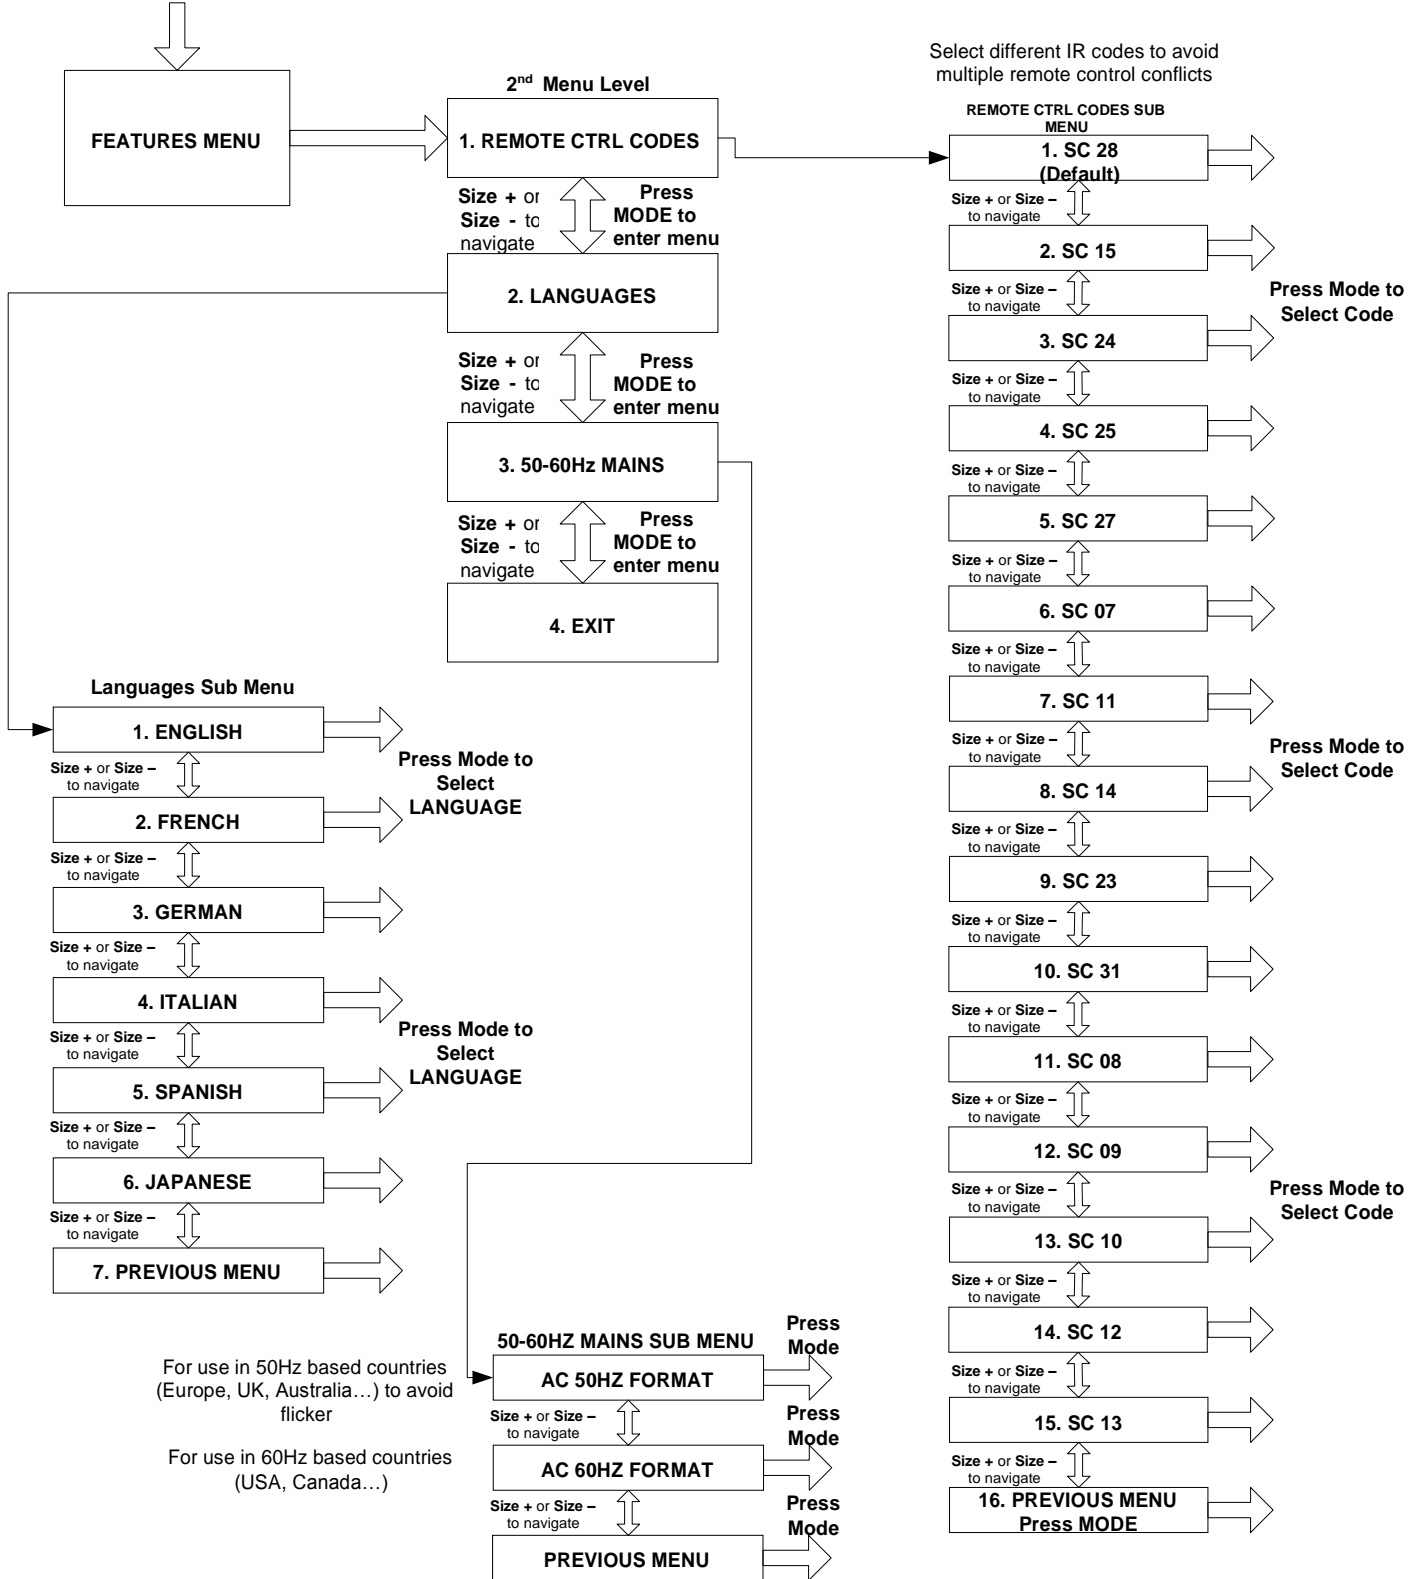 FEATURES MENU
2nd Menu Level
1. REMOTE CTRL CODES
Size + or
Size - to
navigate
Press
MODE to
enter menu
2. LANGUAGES
Size + or
Size - to
navigate
Press
MODE to
enter menu
3. 50-60Hz MAINS
Size + or
Size - to
navigate
Press
MODE to
enter menu
4. EXIT
Languages Sub Menu
1. ENGLISH
Size + or Size –
to navigate
Press Mode to
Select
LANGUAGE
2. FRENCH
Size + or Size –
to navigate
3. GERMAN
Size + or Size –
to navigate
4. ITALIAN
Size + or Size –
to navigate
Press Mode to
Select
LANGUAGE
5. SPANISH
Size + or Size –
to navigate
6. JAPANESE
Size + or Size –
to navigate
7. PREVIOUS MENU
For use in 50Hz based countries
(Europe, UK, Australia…) to avoid
flicker
For use in 60Hz based countries
(USA, Canada…)
50-60HZ MAINS SUB MENU
Press
Mode
AC 50HZ FORMAT
Size + or Size –
to navigate
Press
Mode
AC 60HZ FORMAT
Size + or Size –
to navigate
Press
Mode
PREVIOUS MENU
Select different IR codes to avoid
multiple remote control conflicts
REMOTE CTRL CODES SUB
MENU
1. SC 28
(Default)
Size + or Size –
to navigate
2. SC 15
Size + or Size –
to navigate
Press Mode to
Select Code
3. SC 24
Size + or Size –
to navigate
4. SC 25
Size + or Size –
to navigate
5. SC 27
Size + or Size –
to navigate
6. SC 07
Size + or Size –
to navigate
7. SC 11
Size + or Size –
to navigate
Press Mode to
Select Code
8. SC 14
Size + or Size –
to navigate
9. SC 23
Size + or Size –
to navigate
10. SC 31
Size + or Size –
to navigate
11. SC 08
Size + or Size –
to navigate
12. SC 09
Size + or Size –
to navigate
Press Mode to
Select Code
13. SC 10
Size + or Size –
to navigate
14. SC 12
Size + or Size –
to navigate
15. SC 13
Size + or Size –
to navigate
16. PREVIOUS MENU
Press MODE